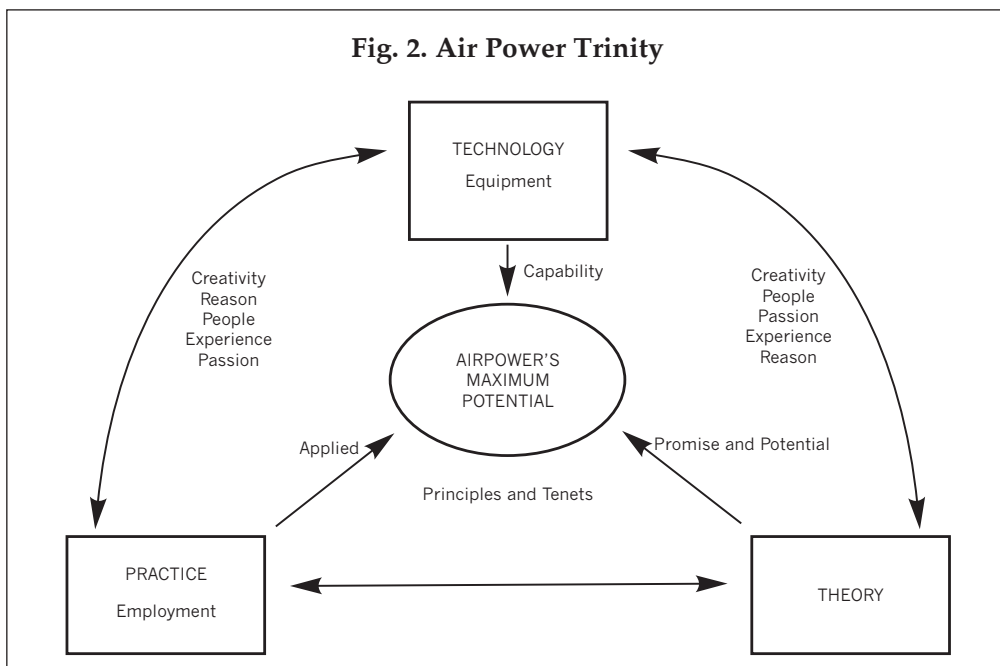 Fig. 2. Air Power Trinity
TECHNOLOGY
Equipment
Capability
Creativity
Reason
People
Experience
Passion
Creativity
People
Passion
Experience
Reason
AIRPOWER'S
MAXIMUM
POTENTIAL
Applied
Promise and Potential
Principles and Tenets
PRACTICE
Employment
THEORY